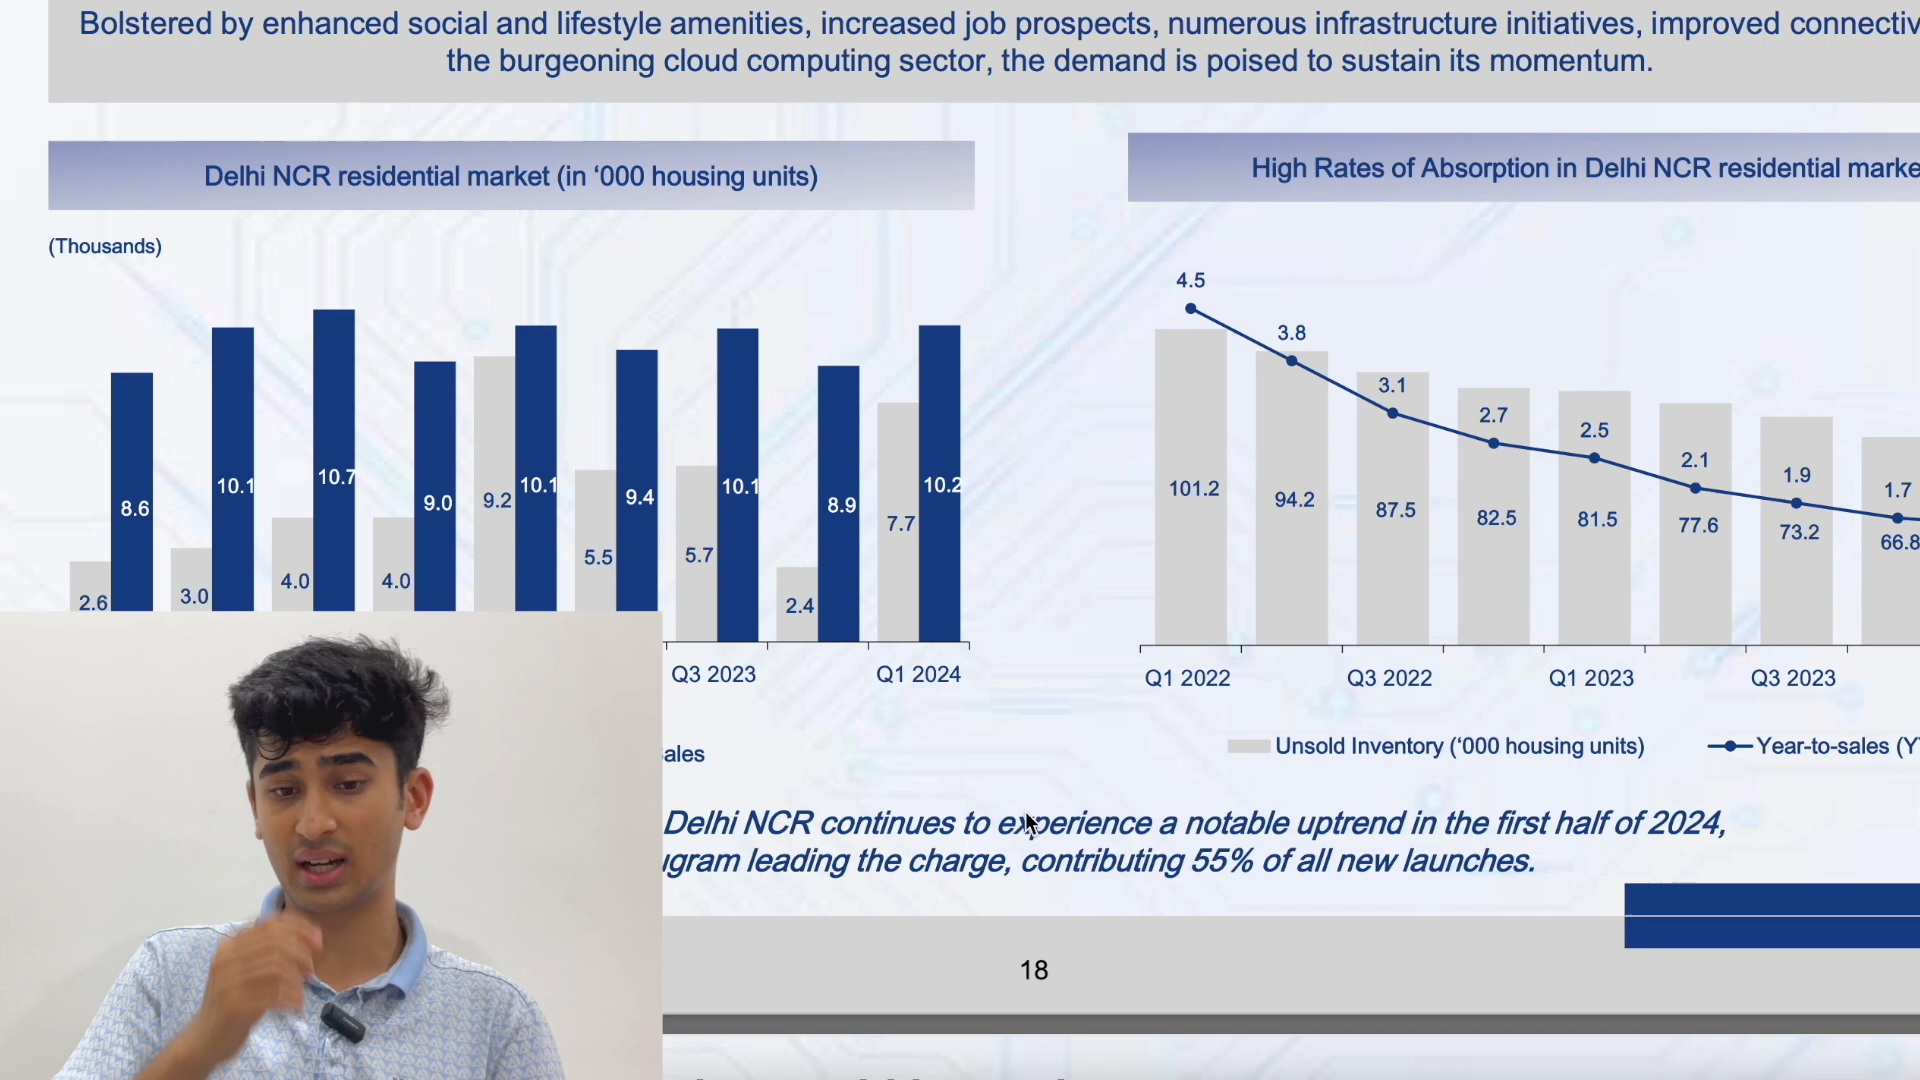 Bolstered by enhanced social and lifestyle amenities, increased job prospects, numerous infrastructure initiatives, improved
the burgeoning cloud computing sector, the demand is poised to sustain its momentum.
Delhi NCR residential market (in ‘000 housing units)
High Rates of Absorption in Delhi NCR residential
(Thousands)
2.6
8.6
3.0
10.1
4.0
10.7
4.0
9.0
9.2
10.1
5.5
9.4
5.7
10.1
2.4
8.9
7.7
10.2
Q3 2023
Q1 2024
4.5
3.8
3.1
2.7
2.5
2.1
1.9
1.7
101.2
94.2
87.5
82.5
81.5
77.6
73.2
66.8
Q1 2022
Q3 2022
Q1 2023
Q3 2023
Unsold Inventory (‘000 housing units)
Year-to-sales
Delhi NCR continues to experience a notable uptrend in the first half of 2024,
leading the charge, contributing 55% of all new launches.
18